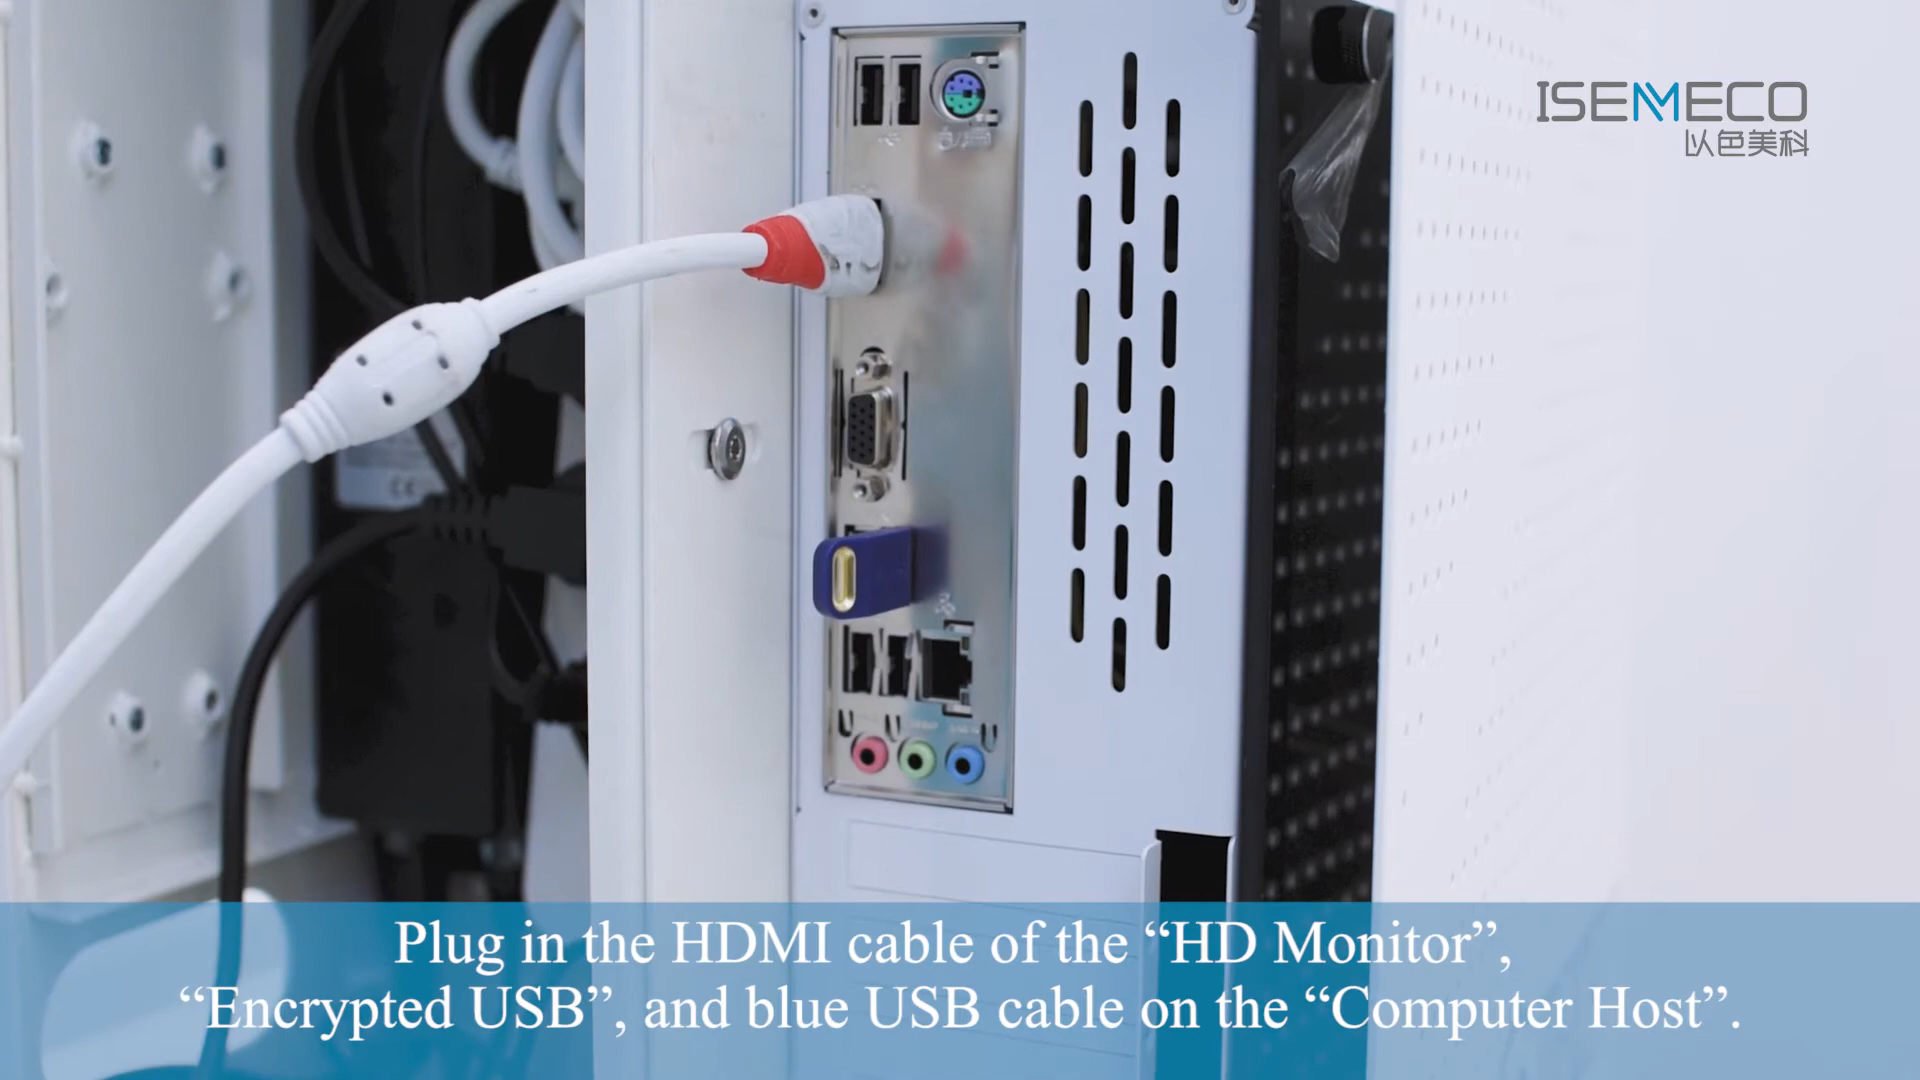 ISEMECO
以色美科
CE
Plug in the HDMI cable of the “HD Monitor”,
“Encrypted USB”, and blue USB cable on the “Computer Host”.